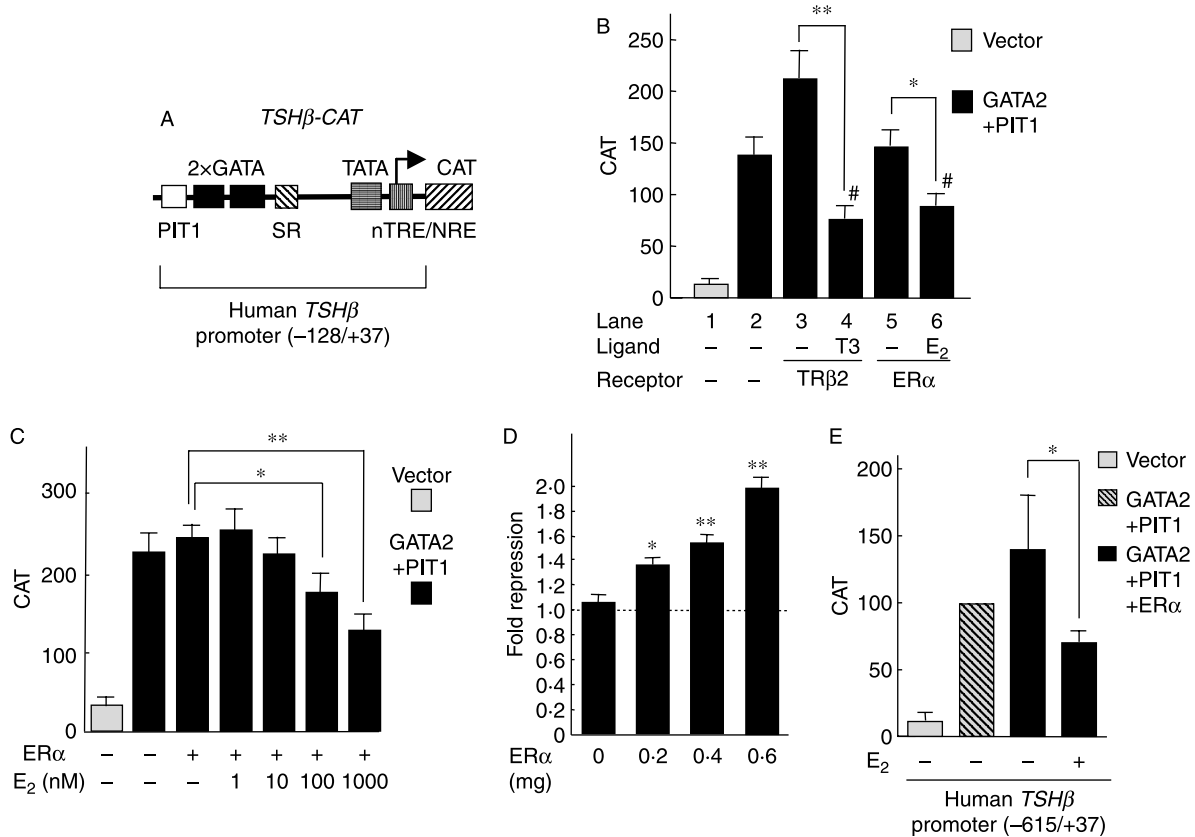 A
TSHβ-CAT
2×GATA
TATA
CAT
PIT1
SR
nTRE/NRE
Human TSHβ
promoter (–128/+37)
B
CAT
250
200
150
100
50
0
**
*
#
#
Vector
GATA2
+PIT1
Lane 1 2 3 4 5 6
Ligand – – – T3 – E2
Receptor – – TRβ2 ERα
C
CAT
300
200
100
0
**
*
Vector
GATA2
+PIT1
ERα – – + + + + +
E2 (nM) – – – 1 10 100 1000
D
Fold repression
2·0
1·8
1·6
1·4
1·2
1·0
0·8
0·6
0·4
0·2
0
*
**
**
ERα 0 0·2 0·4 0·6
(mg)
E
CAT
200
150
100
50
0
*
Vector
GATA2
+PIT1
GATA2
+PIT1
+ERα
E2 – – – +
Human TSHβ
promoter (–615/+37)